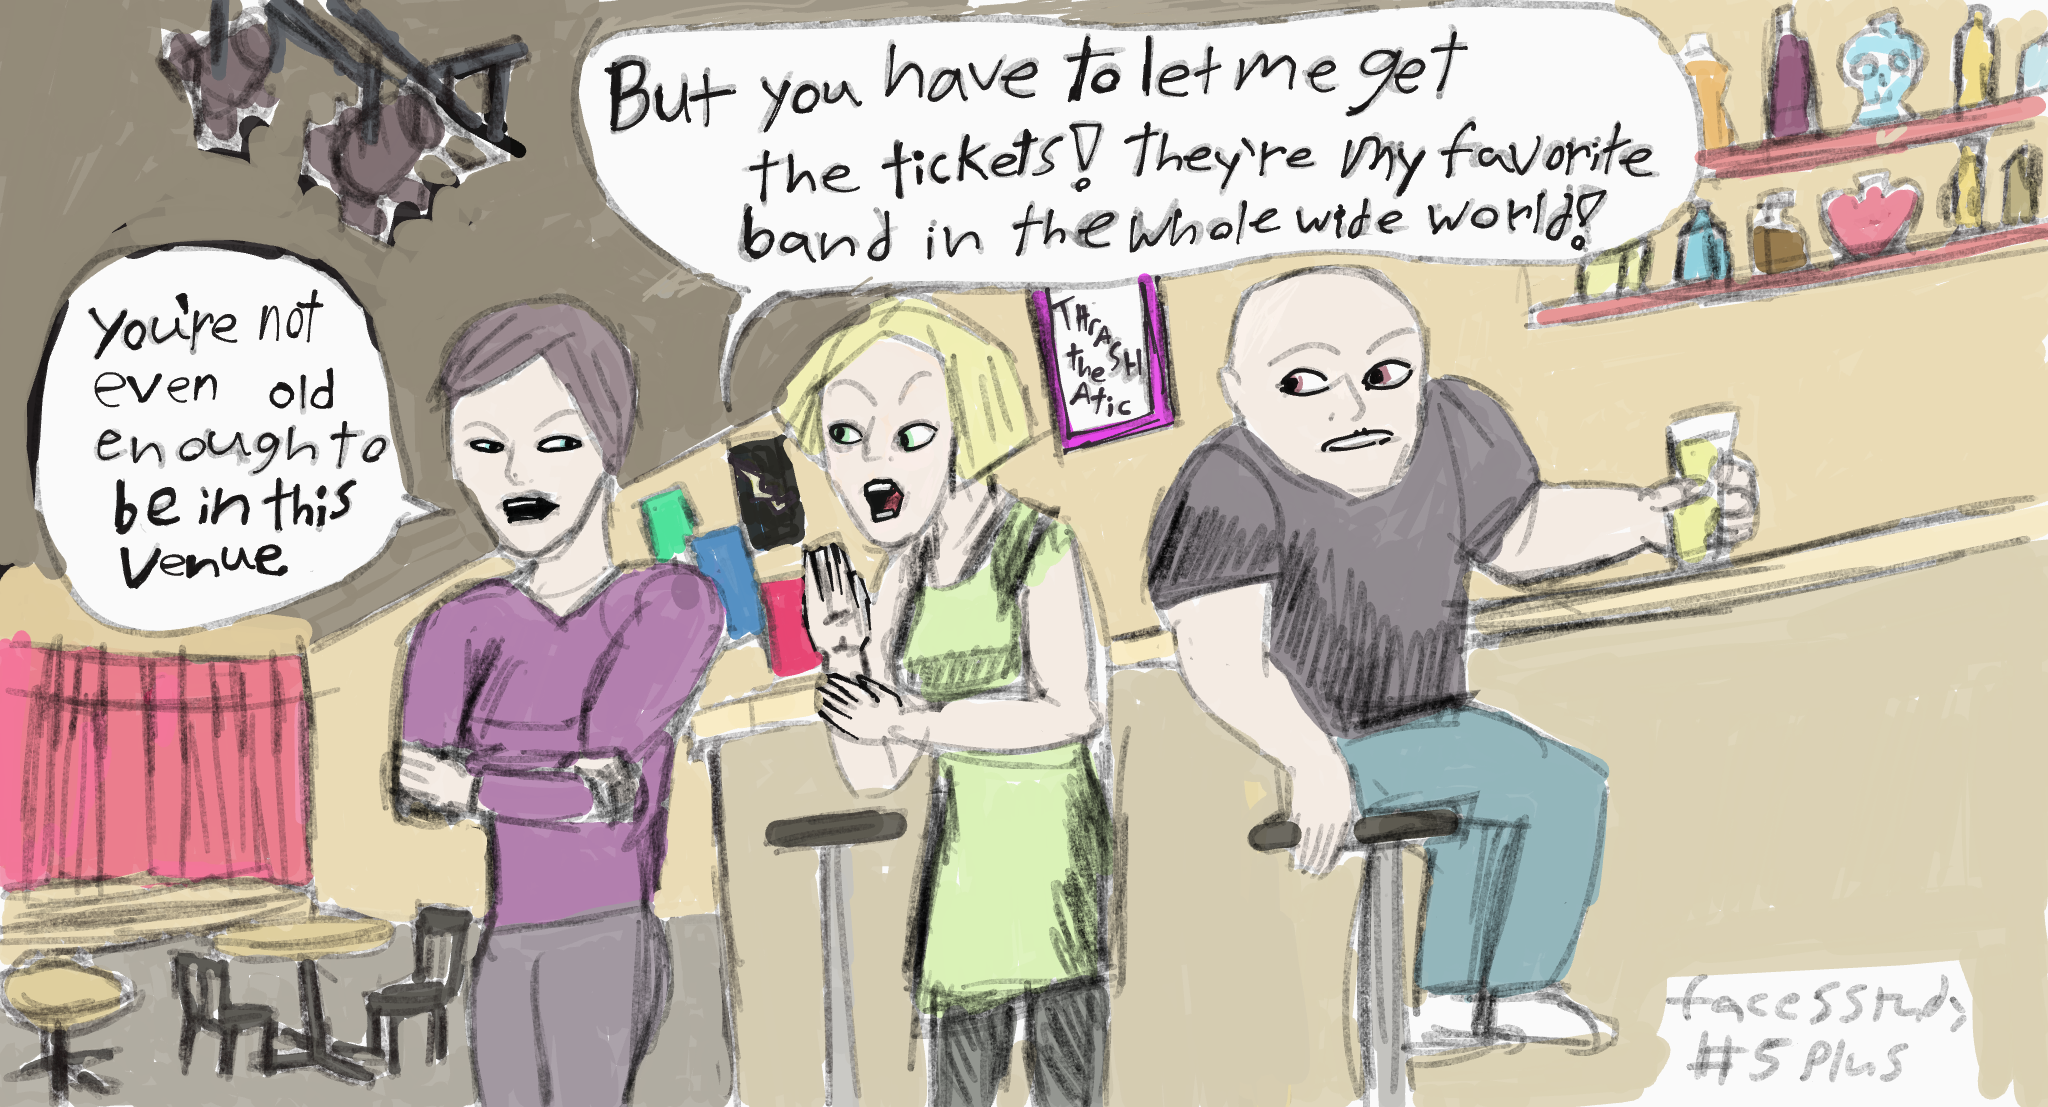 But you have to let me get
the tickets! They're my favorite
band in the whole wide world!
You're not
even old
enough to
be in this
venue
THrASH
the
Atic
facesstudy
#5 Plus